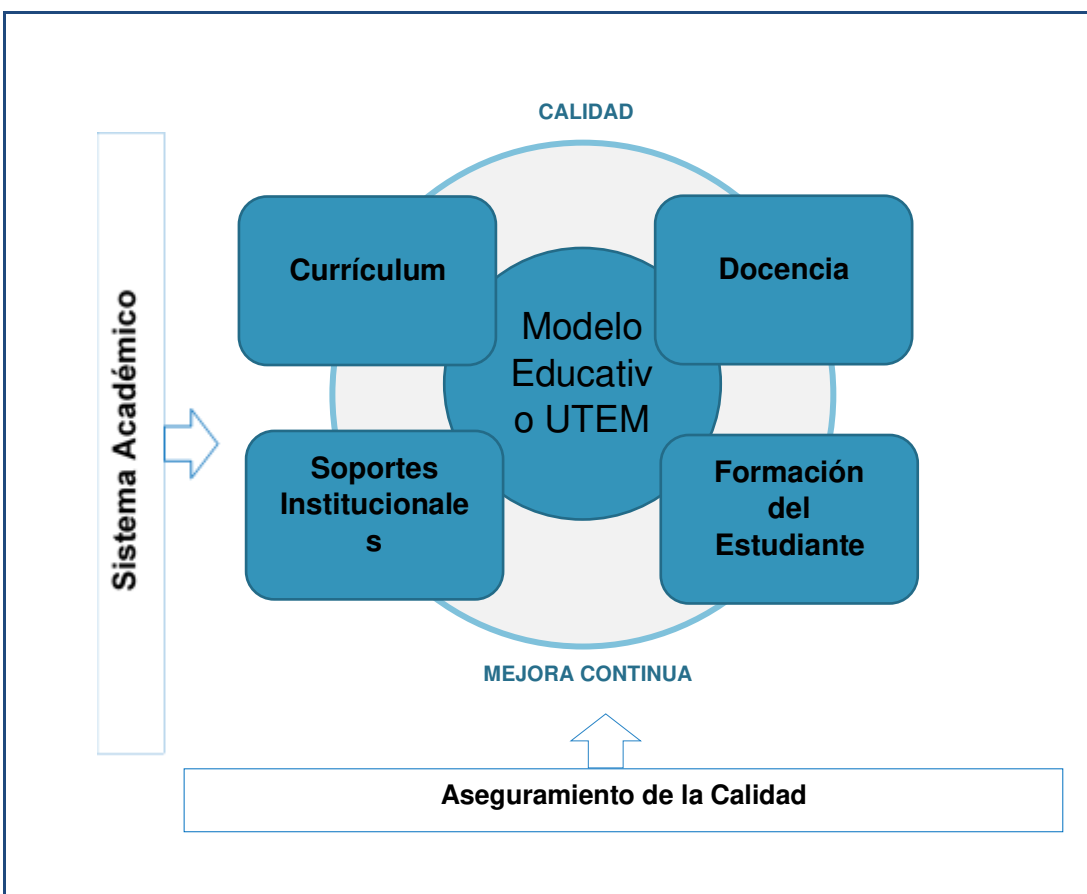 CALIDAD
Sistema Académico
Currículum
Docencia
Modelo
Educativ
o UTEM
Soportes
Institucionale
s
Formación
del
Estudiante
MEJORA CONTINUA
Aseguramiento de la Calidad